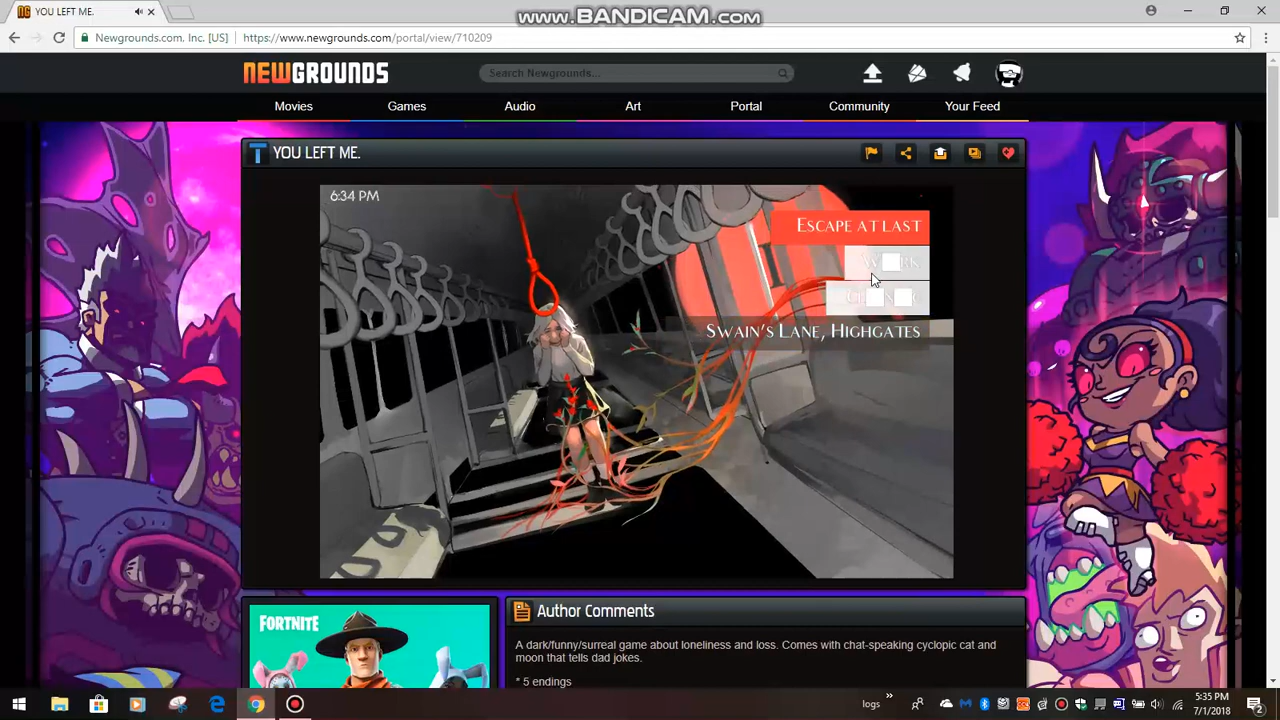 YOU LEFT ME.
www.BANDICAM.com
Newgrounds.com. Inc. [US]
https://www.newgrounds.com/portal/view/710209
NEWGROUNDS
Search Newgrounds...
Movies
Games
Audio
Art
Portal
Community
Your Feed
YOU LEFT ME.
6:34 PM
ESCAPE AT LAST
SWAIN'S LANE, HIGHGATES
FORTNITE
Author Comments
A dark/funny/surreal game about loneliness and loss. Comes with chat-speaking cyclopic cat and
moon that tells dad jokes.
* 5 endings
logs
5:35 PM
7/1/2018